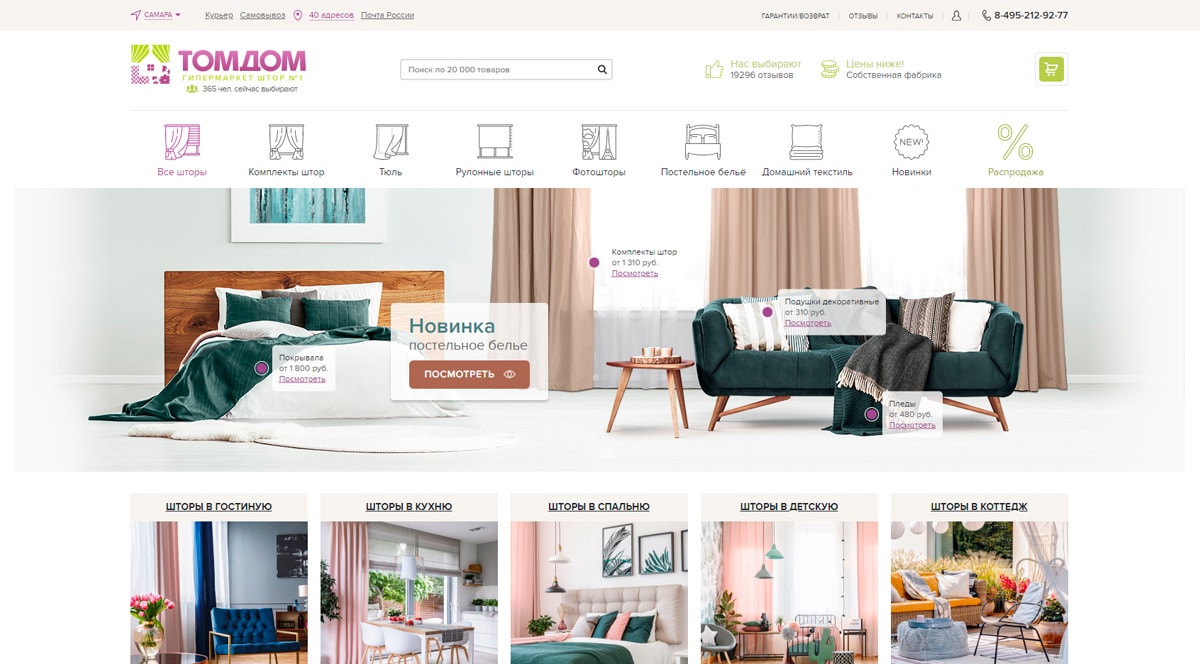 САМАРА
Курьер Самовывоз 40 адресов Почта России
ГАРАНТИИ/ВОЗВРАТ ОТЗЫВЫ КОНТАКТЫ 8-495-212-92-77
ТОМДОМ
ГИПЕРМАРКЕТ ШТОР №1
365 чел. сейчас выбирают
Поиск по 20 000 товаров
Нас выбирают
19296 отзывов
Цены ниже!
Собственная фабрика
NEW!
%
Все шторы Комплекты штор Тюль Рулонные шторы Фотошторы Постельное бельё Домашний текстиль Новинки Распродажа
Комплекты штор
от 1 310 руб.
Посмотреть
Подушки декоративные
от 310 руб.
Посмотреть
Новинка
постельное белье
ПОСМОТРЕТЬ
Покрывала
от 1 800 руб.
Посмотреть
Пледы
от 480 руб.
Посмотреть
ШТОРЫ В ГОСТИНУЮ ШТОРЫ В КУХНЮ ШТОРЫ В СПАЛЬНЮ ШТОРЫ В ДЕТСКУЮ ШТОРЫ В КОТТЕДЖ